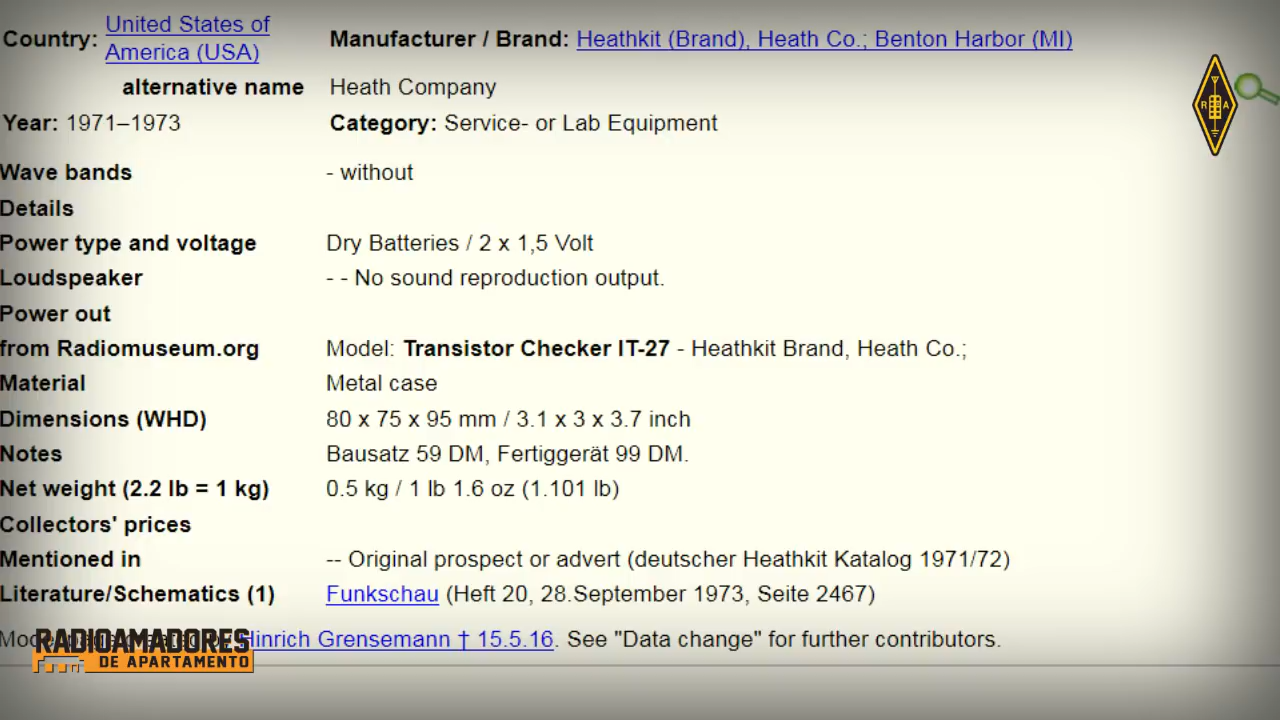 Country: United States of America (USA) Manufacturer / Brand: Heathkit (Brand), Heath Co.; Benton Harbor (MI)
alternative name Heath Company
Year: 1971–1973 Category: Service- or Lab Equipment
Wave bands - without
Details
Power type and voltage Dry Batteries / 2 x 1,5 Volt
Loudspeaker - - No sound reproduction output.
Power out
from Radiomuseum.org Model: Transistor Checker IT-27 - Heathkit Brand, Heath Co.;
Material Metal case
Dimensions (WHD) 80 x 75 x 95 mm / 3.1 x 3 x 3.7 inch
Notes Bausatz 59 DM, Fertiggerät 99 DM.
Net weight (2.2 lb = 1 kg) 0.5 kg / 1 lb 1.6 oz (1.101 lb)
Collectors' prices
Mentioned in -- Original prospect or advert (deutscher Heathkit Katalog 1971/72)
Literature/Schematics (1) Funkschau (Heft 20, 28.September 1973, Seite 2467)
Hinrich Grensemann † 15.5.16. See "Data change" for further contributors.
RADIOAMADORES
DE APARTAMENTO
R E A